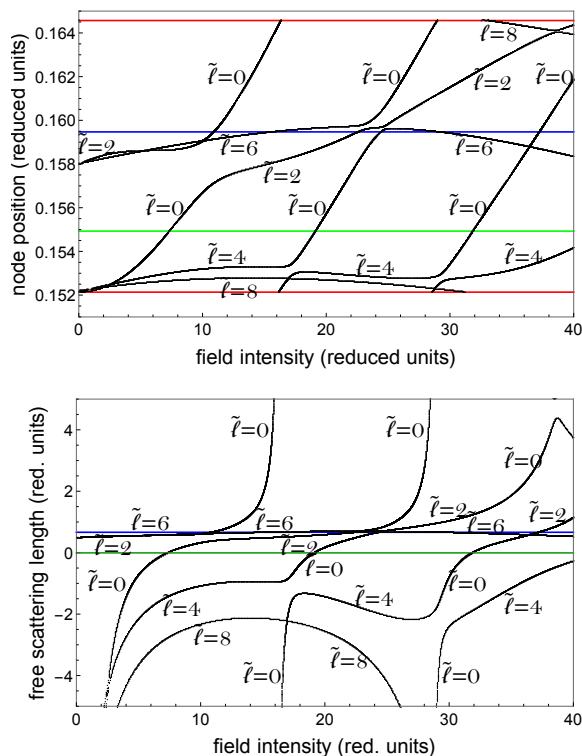 0.164
0.162
0.160
0.158
0.156
0.154
0.152
node position (reduced units)
ℓ=8
ℓ̃=0
ℓ̃=0
ℓ̃=2
ℓ̃=0
ℓ̃=2
ℓ̃=6
ℓ̃=6
ℓ̃=2
ℓ̃=0
ℓ̃=0
ℓ̃=4
ℓ̃=4
ℓ̃=4
ℓ=8
0 10 20 30 40
field intensity (reduced units)
4
2
0
-2
-4
free scattering length (red. units)
ℓ̃=0
ℓ̃=0
ℓ̃=0
ℓ̃=6
ℓ̃=6
ℓ̃=2
ℓ̃=6
ℓ̃=2
ℓ̃=2
ℓ̃=2
ℓ̃=0
ℓ̃=0
ℓ̃=0
ℓ̃=4
ℓ̃=4
ℓ̃=4
ℓ̃=8
ℓ̃=8
ℓ̃=0
ℓ̃=0
0 10 20 30 40
field intensity (red. units)